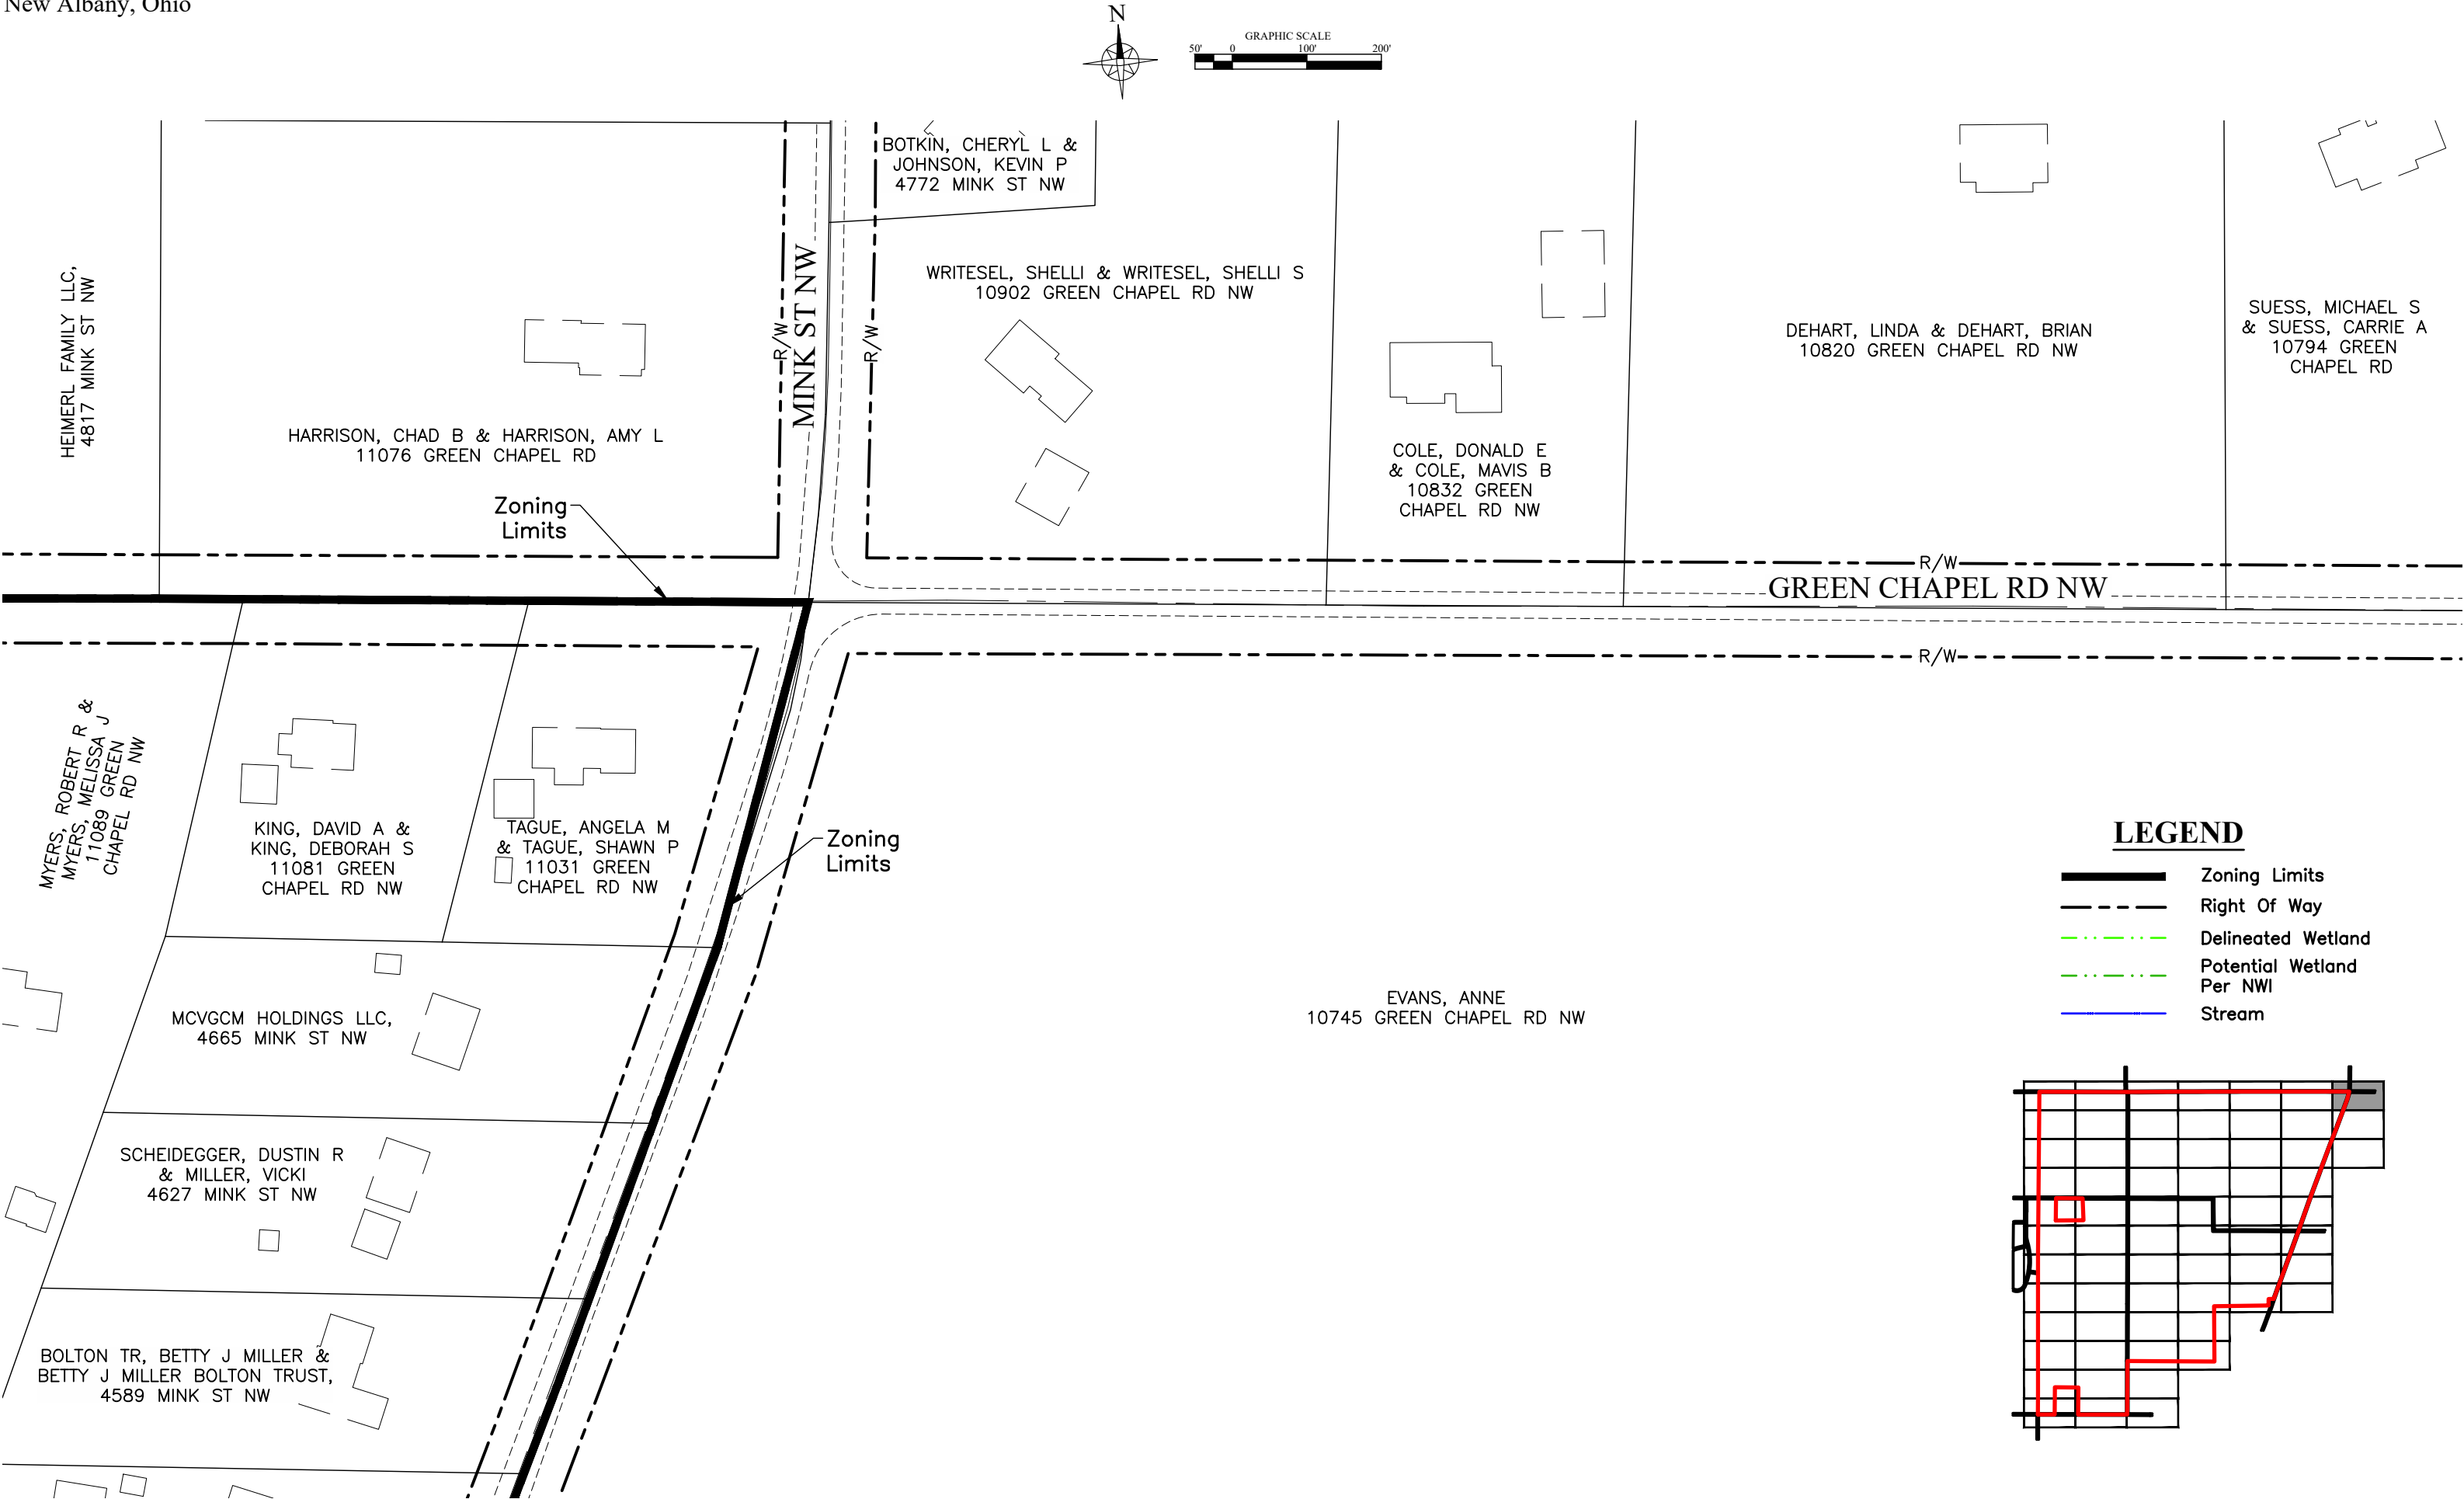 New Albany, Ohio
N
GRAPHIC SCALE
50' 0 100' 200'
BOTKIN, CHERYL L &
JOHNSON, KEVIN P
4772 MINK ST NW
HEIMERL FAMILY LLC,
4817 MINK ST NW
HARRISON, CHAD B & HARRISON, AMY L
11076 GREEN CHAPEL RD
R/W
MINK ST NW
R/W
WRITESEL, SHELLI & WRITESEL, SHELLI S
10902 GREEN CHAPEL RD NW
COLE, DONALD E
& COLE, MAVIS B
10832 GREEN
CHAPEL RD NW
DEHART, LINDA & DEHART, BRIAN
10820 GREEN CHAPEL RD NW
SUESS, MICHAEL S
& SUESS, CARRIE A
10794 GREEN
CHAPEL RD
Zoning
Limits
R/W
GREEN CHAPEL RD NW
R/W
MYERS, ROBERT R &
MYERS, MELISSA J
11089 GREEN
CHAPEL RD NW
KING, DAVID A &
KING, DEBORAH S
11081 GREEN
CHAPEL RD NW
TAGUE, ANGELA M
& TAGUE, SHAWN P
11031 GREEN
CHAPEL RD NW
Zoning
Limits
MCVGCM HOLDINGS LLC,
4665 MINK ST NW
EVANS, ANNE
10745 GREEN CHAPEL RD NW
SCHEIDEGGER, DUSTIN R
& MILLER, VICKI
4627 MINK ST NW
BOLTON TR, BETTY J MILLER &
BETTY J MILLER BOLTON TRUST,
4589 MINK ST NW
LEGEND
Zoning Limits
Right Of Way
Delineated Wetland
Potential Wetland
Per NWI
Stream